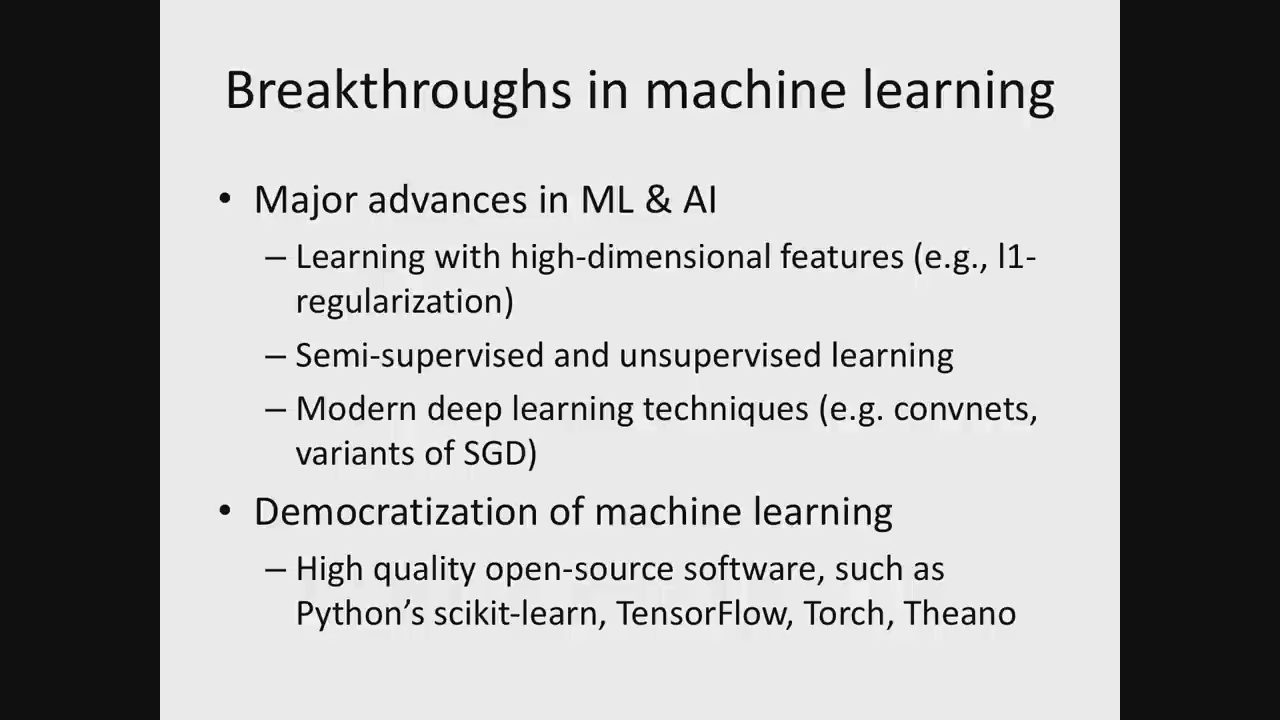 Breakthroughs in machine learning
• Major advances in ML & AI
– Learning with high-dimensional features (e.g., l1-
regularization)
– Semi-supervised and unsupervised learning
– Modern deep learning techniques (e.g. convnets,
variants of SGD)
• Democratization of machine learning
– High quality open-source software, such as
Python’s scikit-learn, TensorFlow, Torch, Theano